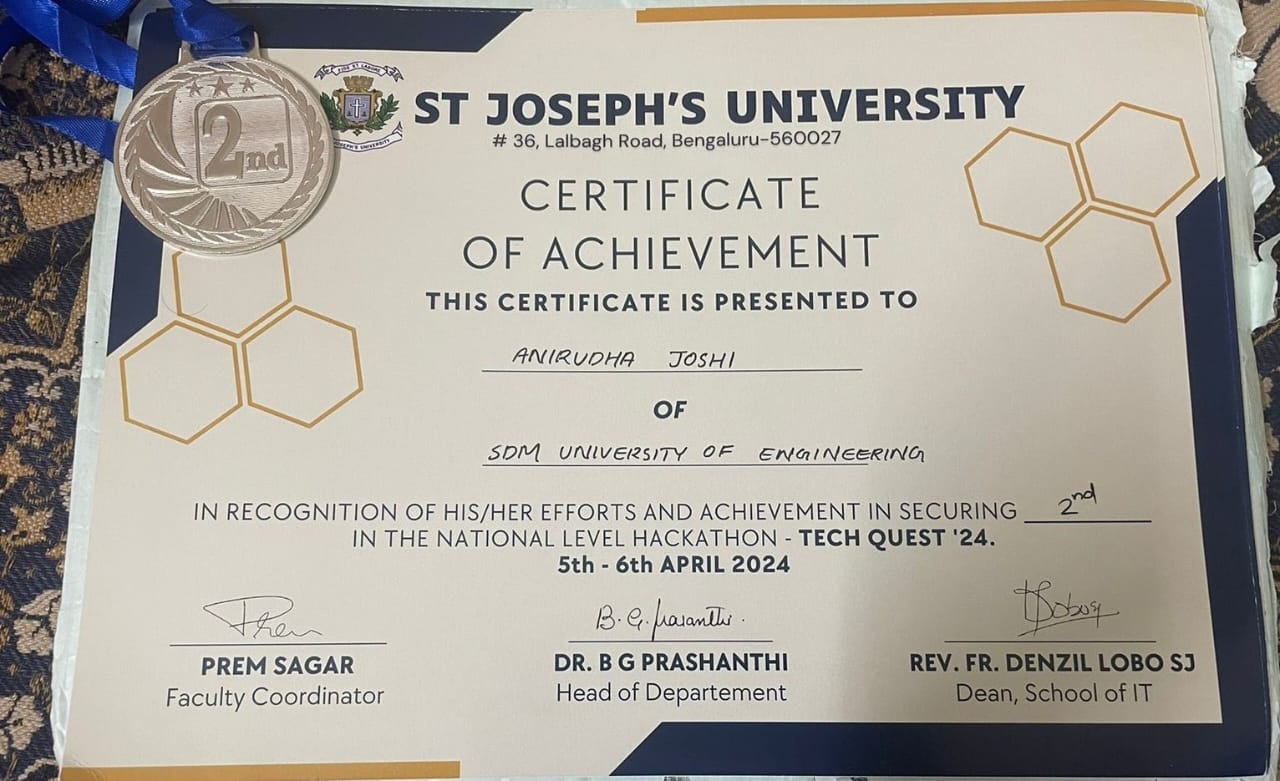 2nd
ST JOSEPH'S UNIVERSITY
# 36, Lalbagh Road, Bengaluru-560027
CERTIFICATE
OF ACHIEVEMENT
THIS CERTIFICATE IS PRESENTED TO
ANIRUDHA JOSHI
OF
SDM UNIVERSITY OF ENGINEERING
IN RECOGNITION OF HIS/HER EFFORTS AND ACHIEVEMENT IN SECURING 2nd
IN THE NATIONAL LEVEL HACKATHON - TECH QUEST '24.
5th - 6th APRIL 2024
Prem B.G. Prasanthi. DLobo SJ
PREM SAGAR DR. B G PRASHANTHI REV. FR. DENZIL LOBO SJ
Faculty Coordinator Head of Departement Dean, School of IT